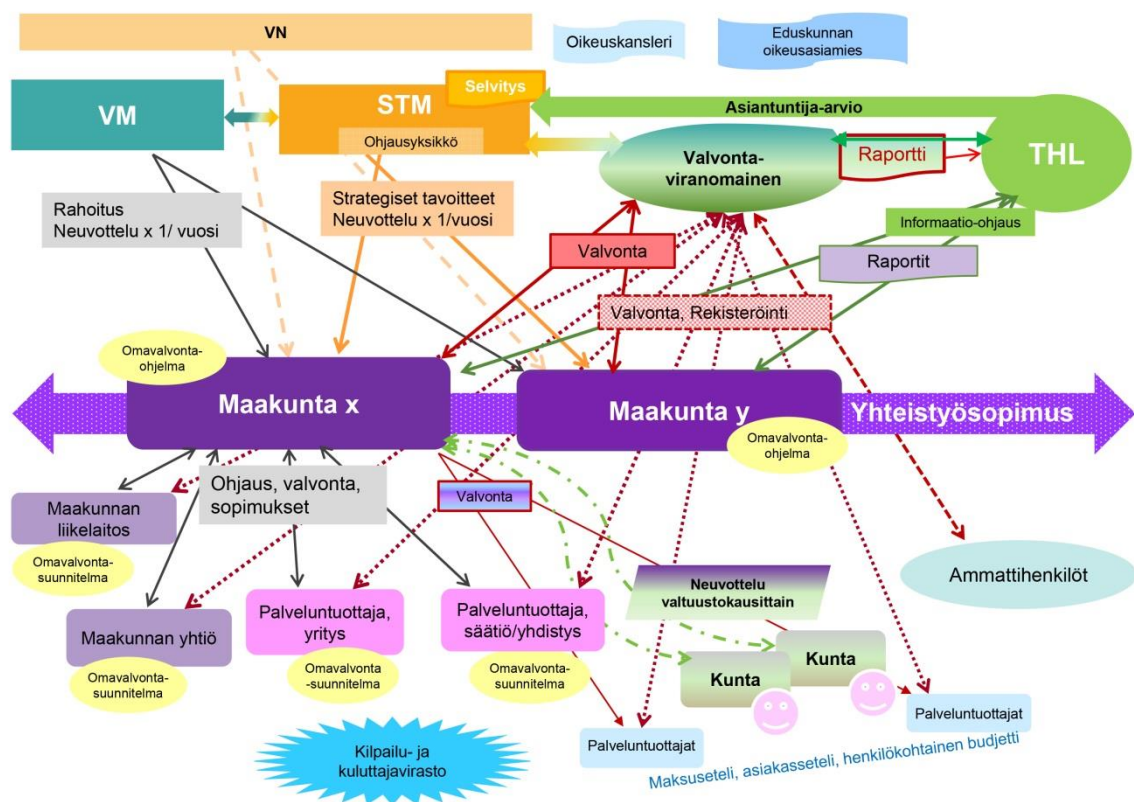 VN
Oikeuskansleri
Eduskunnan
oikeusasiamies
VM
STM
Selvitys
Ohjausyksikkö
Asiantuntija-arvio
Valvonta-
viranomainen
Raportti
THL
Rahoitus
Neuvottelu x 1/ vuosi
Strategiset tavoitteet
Neuvottelu x 1/vuosi
Valvonta
Informaatio-ohjaus
Raportit
Valvonta, Rekisteröinti
Omavalvonta-
ohjelma
Maakunta x
Maakunta y
Yhteistyösopimus
Omavalvonta-
ohjelma
Ohjaus, valvonta,
sopimukset
Valvonta
Maakunnan
liikelaitos
Omavalvonta-
suunnitelma
Maakunnan yhtiö
Omavalvonta-
suunnitelma
Palveluntuottaja,
yritys
Omavalvonta
-suunnitelma
Palveluntuottaja,
säätiö/yhdistys
Omavalvonta-
suunnitelma
Neuvottelu
valtuustokausittain
Ammattihenkilöt
Kunta
Kunta
Kilpailu- ja
kuluttajavirasto
Palveluntuottajat
Palveluntuottajat
Maksuseteli, asiakasseteli, henkilökohtainen budjetti